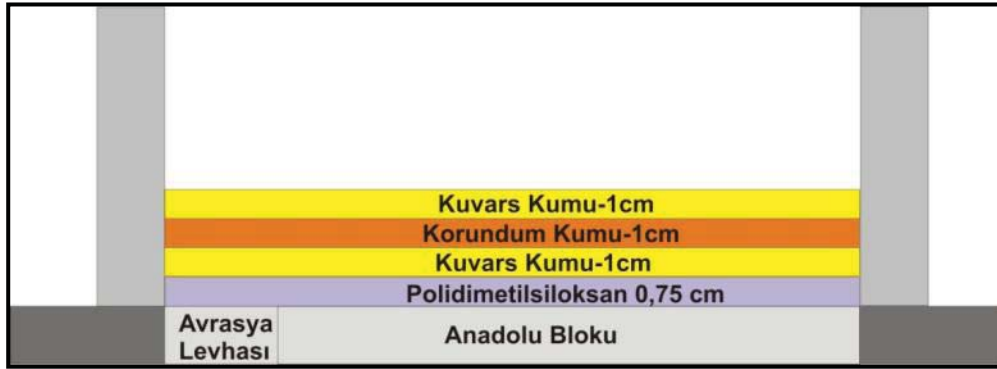 Kuvars Kumu-1cm
Korundum Kumu-1cm
Kuvars Kumu-1cm
Polidimetilsiloksan 0,75 cm
Avrasya
Levhası
Anadolu Bloku